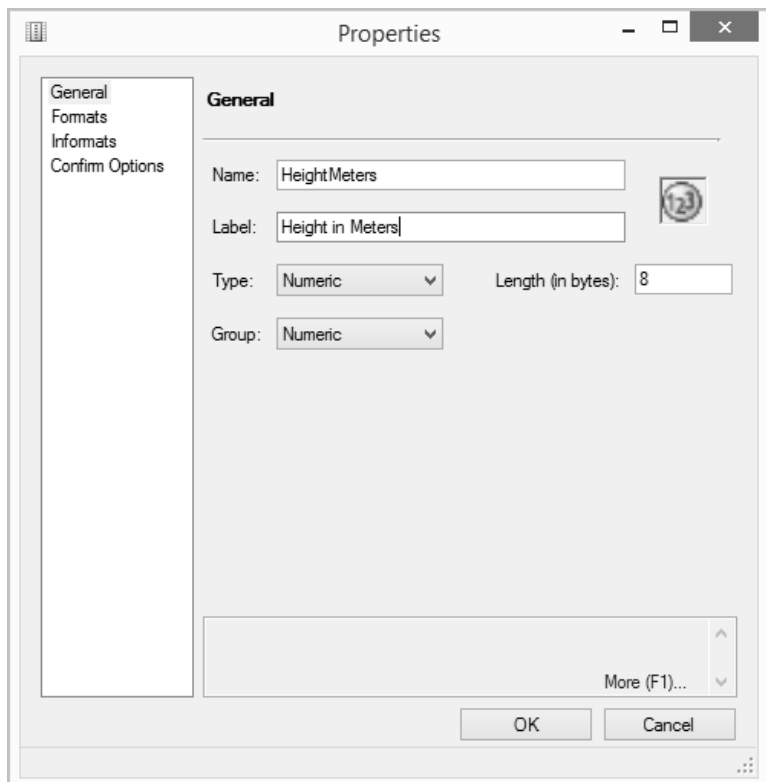 Properties
General
Formats
Informats
Confirm Options
General
Name: HeightMeters
123
Label: Height in Meters
Type: Numeric Length (in bytes): 8
Group: Numeric
More (F1)...
OK Cancel